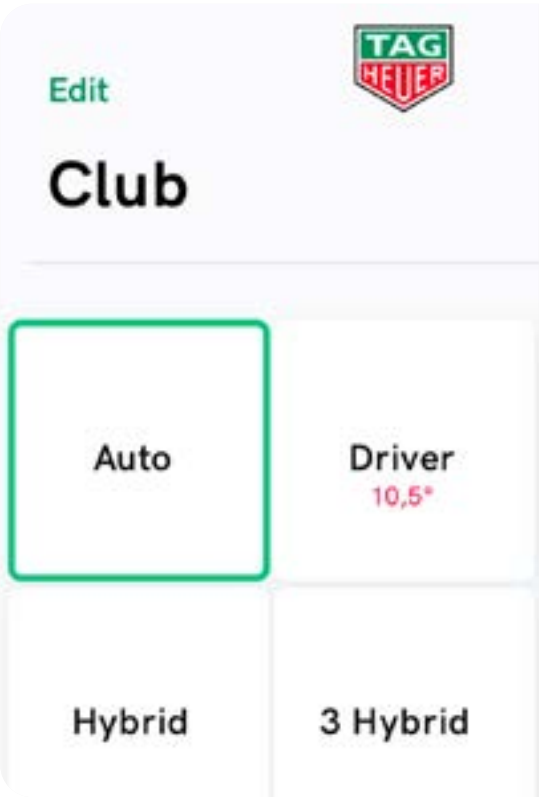 TAG
HEUER
Edit
Club
Auto
Driver
10,5°
Hybrid
3 Hybrid